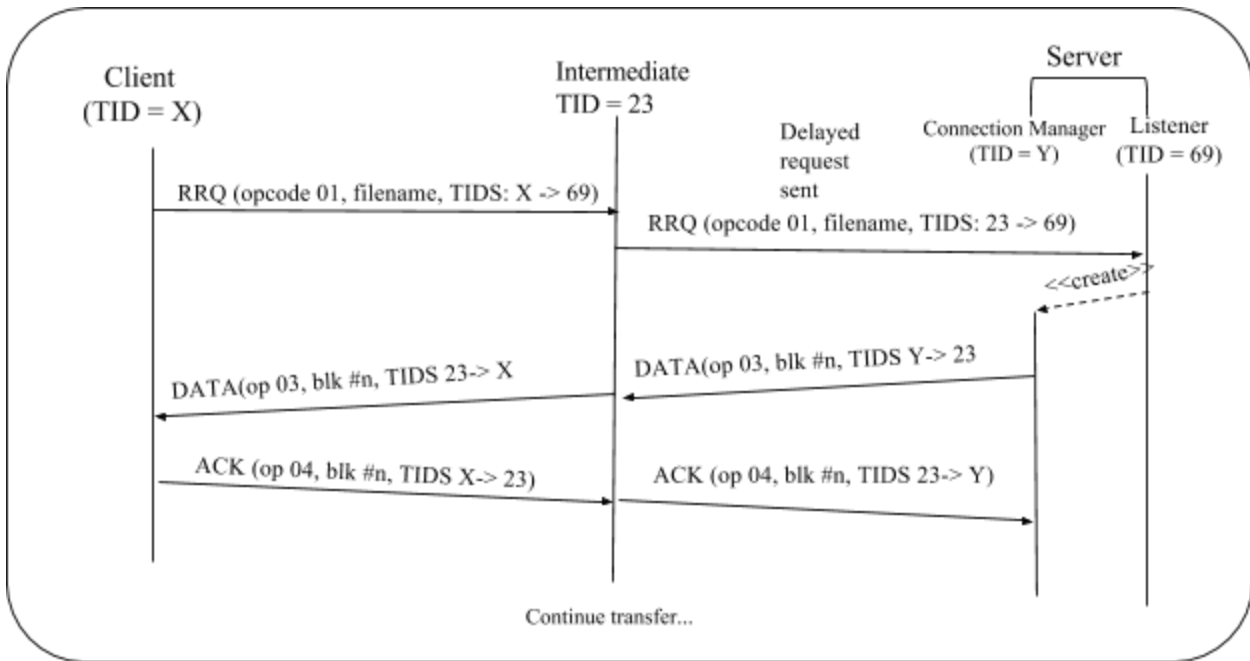 Server
Client
(TID = X)
Intermediate
TID = 23
Delayed
request
sent
Connection Manager
(TID = Y)
Listener
(TID = 69)
RRQ (opcode 01, filename, TIDS: X -> 69)
RRQ (opcode 01, filename, TIDS: 23 -> 69)
<<create>>
DATA(op 03, blk #n, TIDS Y-> 23
DATA(op 03, blk #n, TIDS 23-> X
ACK (op 04, blk #n, TIDS X-> 23)
ACK (op 04, blk #n, TIDS 23-> Y)
Continue transfer...